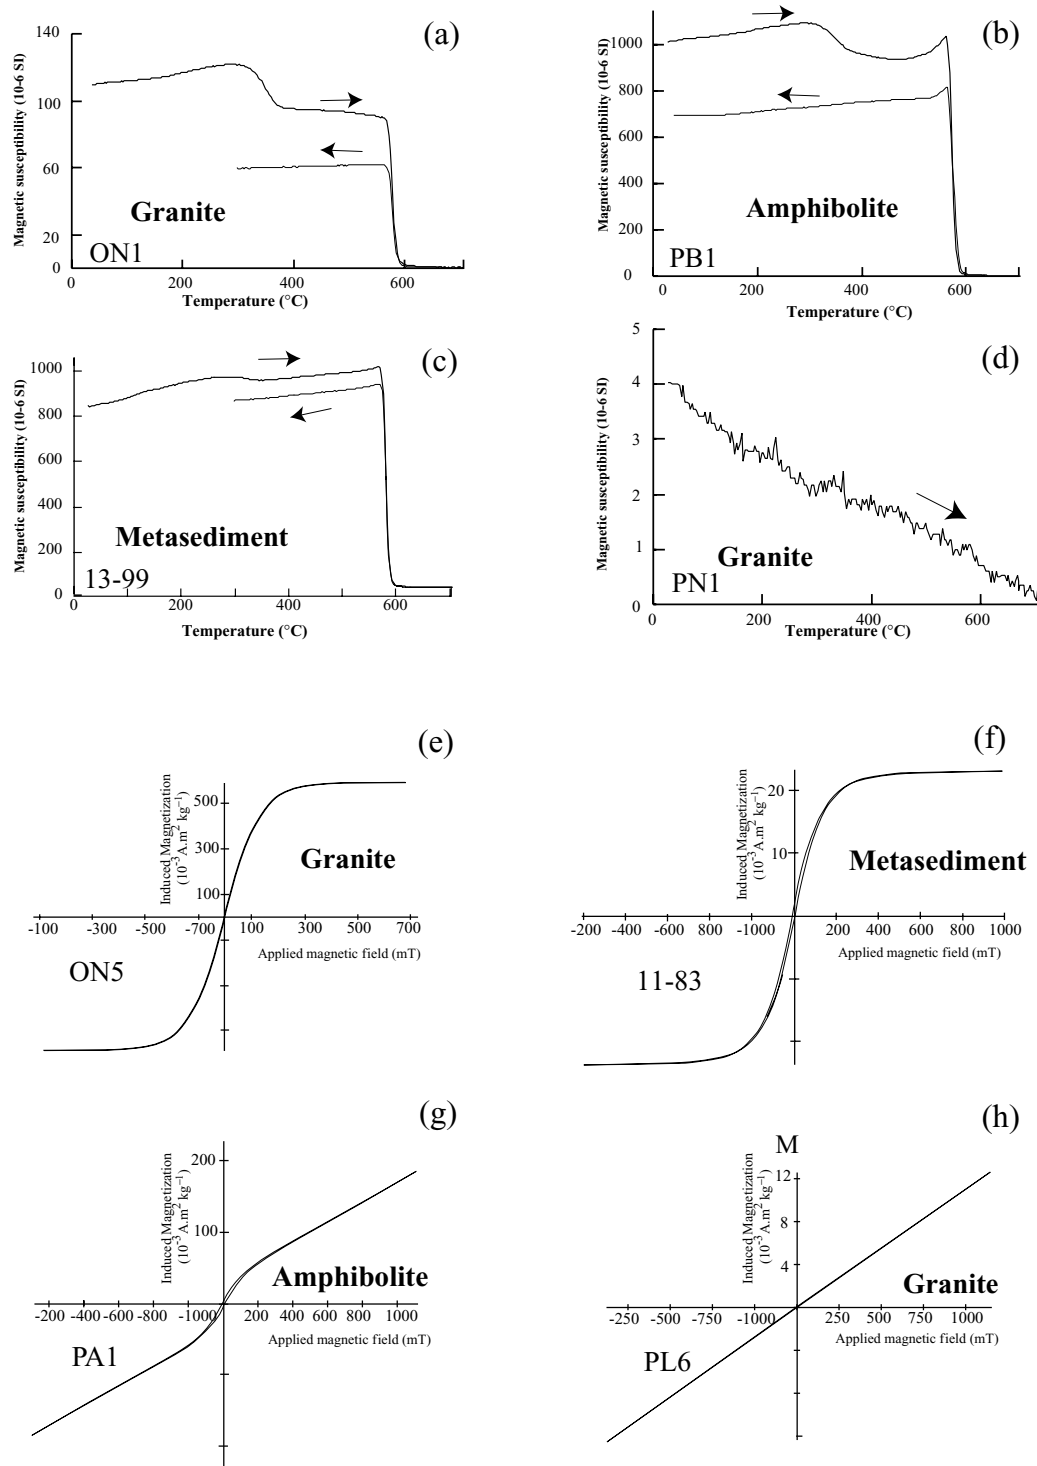 (a)
Magnetic susceptibility (10-6 SI)
140
100
60
20
0
Granite
ON1
0 200 400 600
Temperature (°C)
(b)
Magnetic susceptibility (10-6 SI)
1000
800
600
400
200
0
Amphibolite
PB1
200 400 600
Temperature (°C)
(c)
Magnetic susceptibility (10-6 SI)
1000
800
600
400
200
0
Metasediment
13-99
0 200 400 600
Temperature (°C)
(d)
Magnetic susceptibility (10-6 SI)
5
4
3
2
1
0
Granite
PN1
0 200 400 600
Temperature (°C)
(e)
Induced Magnetization
(10-3 A.m2 kg–1)
500
300
100
Granite
-100 -300 -500 -700 100 300 500 700
Applied magnetic field (mT)
ON5
(f)
Induced Magnetization
(10-3 A.m2 kg–1)
20
10
Metasediment
-200 -400 -600 800 -1000 200 400 600 800 1000
Applied magnetic field (mT)
11-83
(g)
Induced Magnetization
(10-3 A.m2 kg–1)
200
100
Amphibolite
-200 -400 -600 -800 -1000 200 400 600 800 1000
Applied magnetic field (mT)
PA1
(h)
M
Induced Magnetization
(10-3 A.m2 kg–1)
12
8
4
Granite
-250 -500 -750 -1000 250 500 750 1000
Applied magnetic field (mT)
PL6